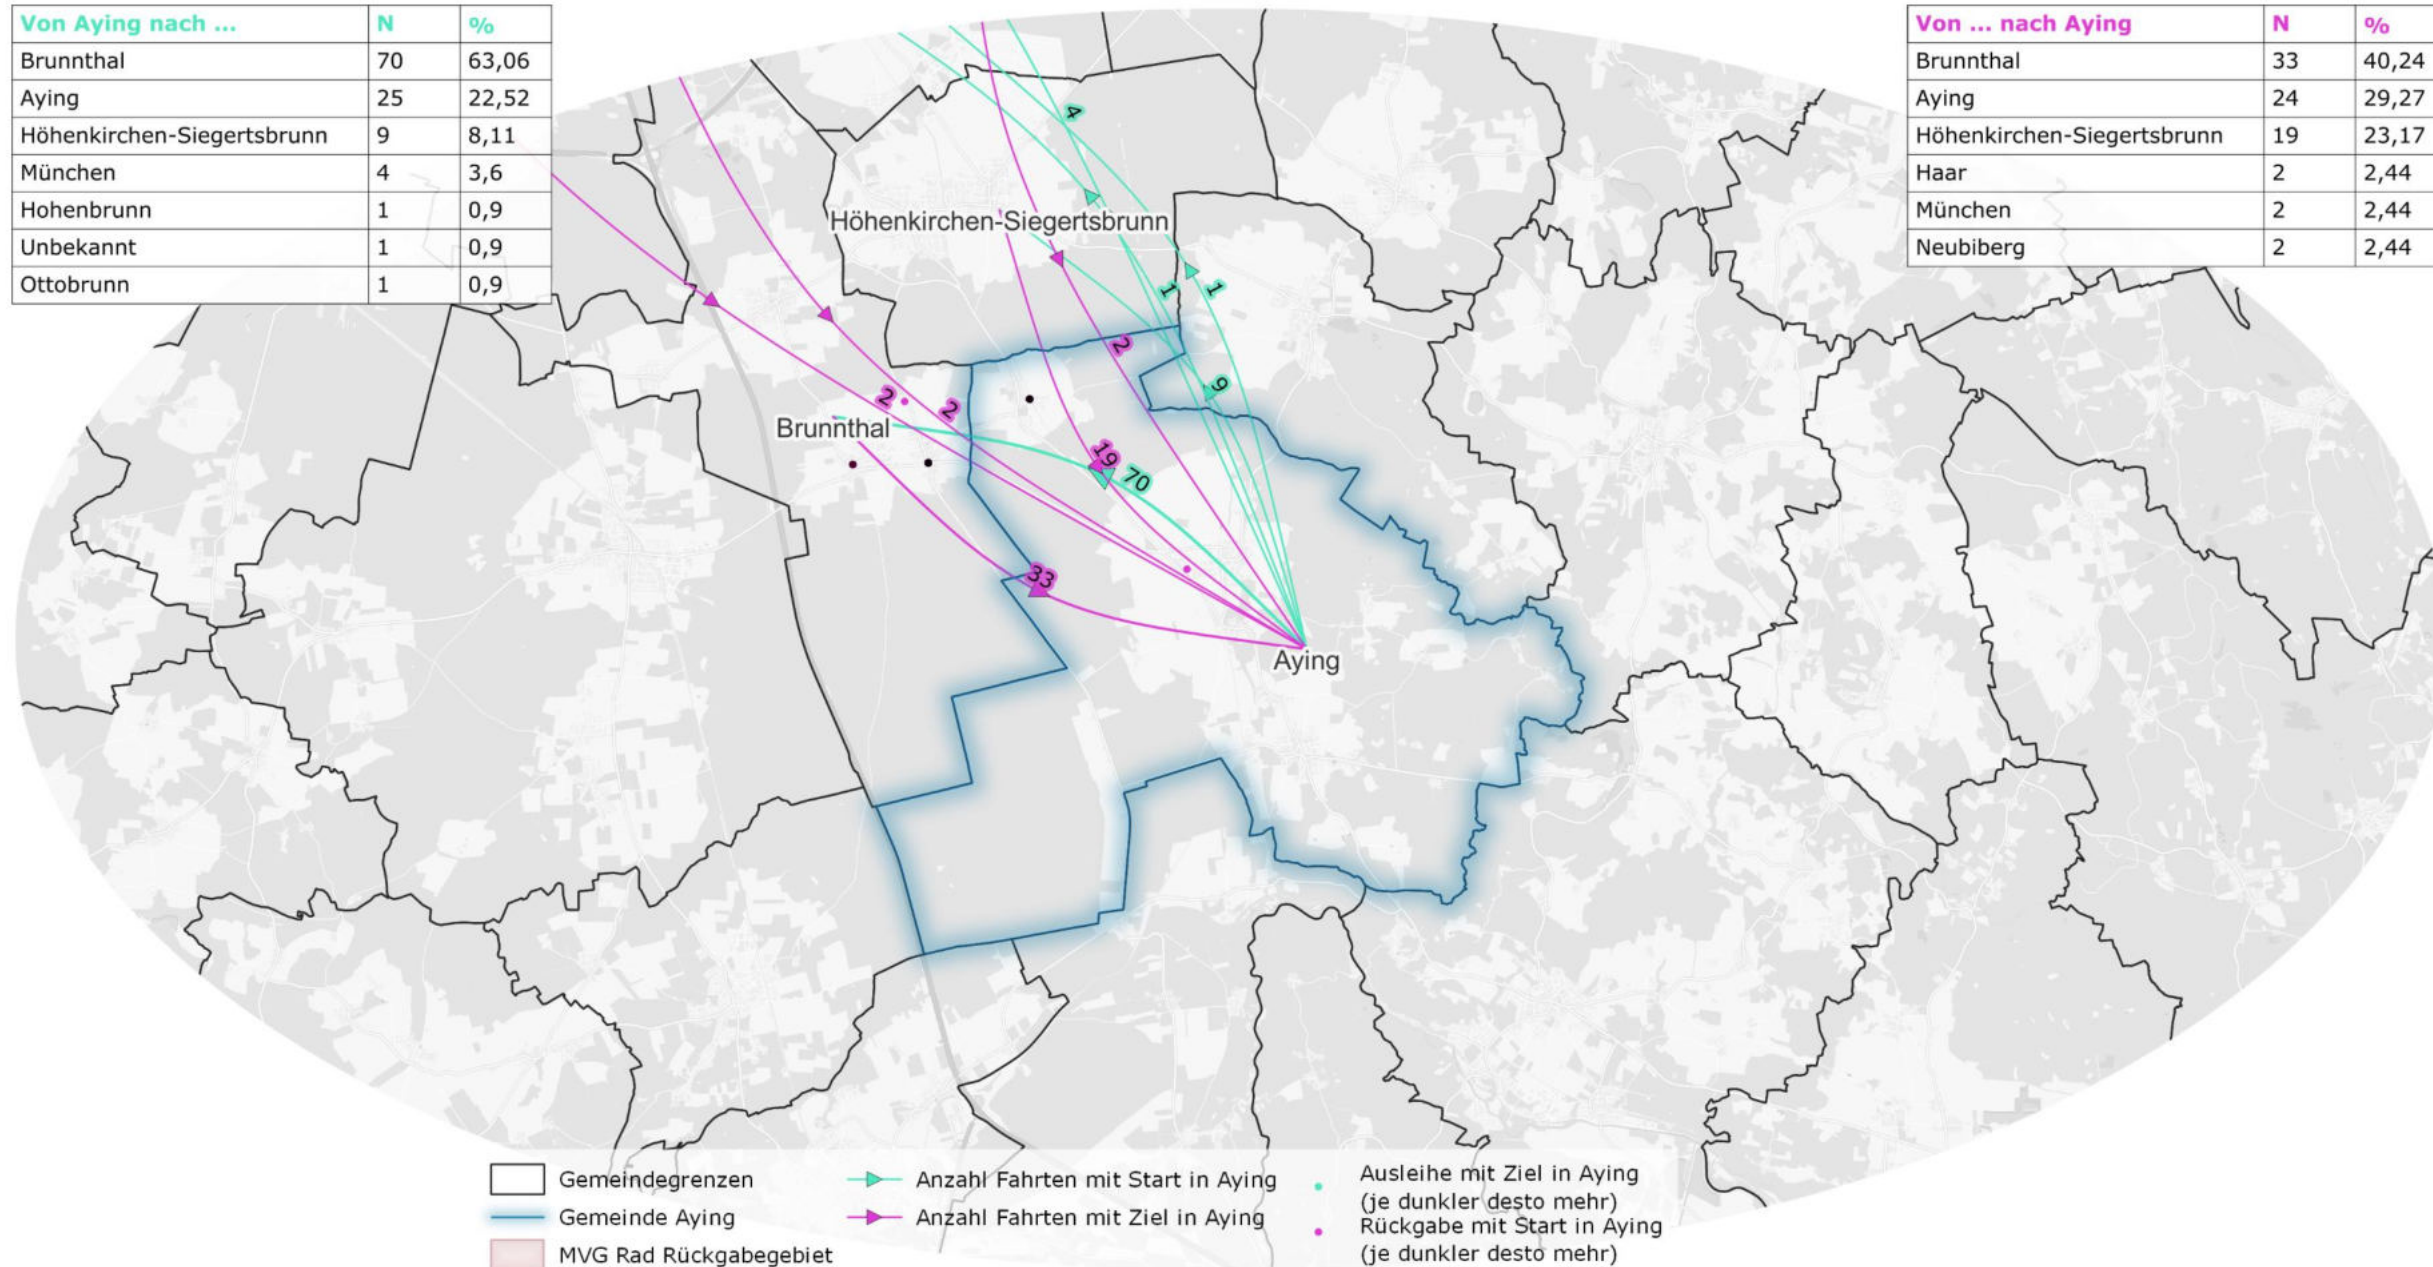 Von Aying nach ... N %
Brunnthal 70 63,06
Aying 25 22,52
Höhenkirchen-Siegertsbrunn 9 8,11
München 4 3,6
Hohenbrunn 1 0,9
Unbekannt 1 0,9
Ottobrunn 1 0,9
Von ... nach Aying N %
Brunnthal 33 40,24
Aying 24 29,27
Höhenkirchen-Siegertsbrunn 19 23,17
Haar 2 2,44
München 2 2,44
Neubiberg 2 2,44
4
Höhenkirchen-Siegertsbrunn
1
1
2
9
2
2
Brunnthal
19
70
33
Aying
Gemeindegrenzen
Gemeinde Aying
MVG Rad Rückgabegebiet
Anzahl Fahrten mit Start in Aying
Anzahl Fahrten mit Ziel in Aying
Ausleihe mit Ziel in Aying
(je dunkler desto mehr)
Rückgabe mit Start in Aying
(je dunkler desto mehr)